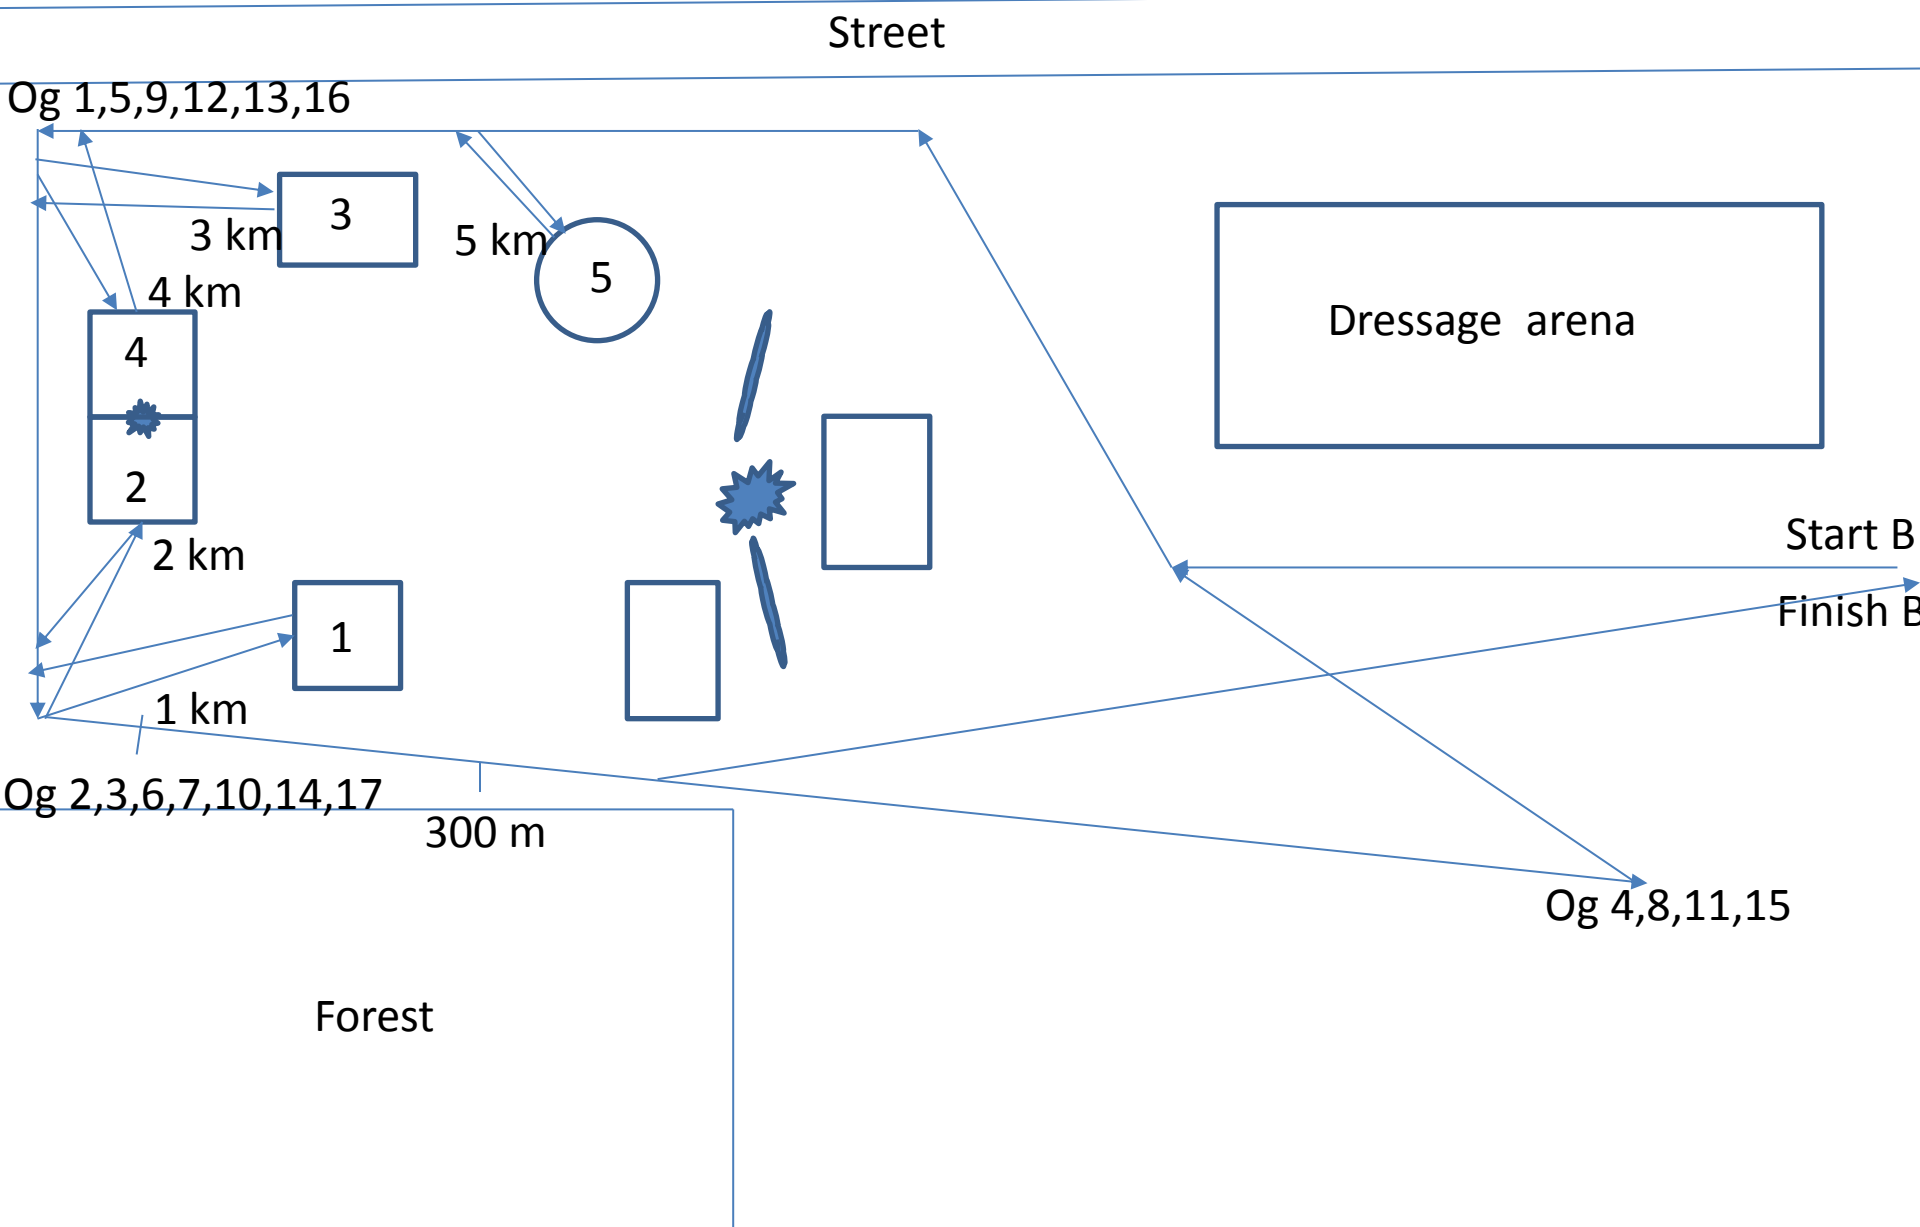 Street
Og 1,5,9,12,13,16
3
3 km
5 km
5
4 km
Dressage arena
4
2
Start B
2 km
Finish B
1
1 km
Og 2,3,6,7,10,14,17
300 m
Og 4,8,11,15
Forest